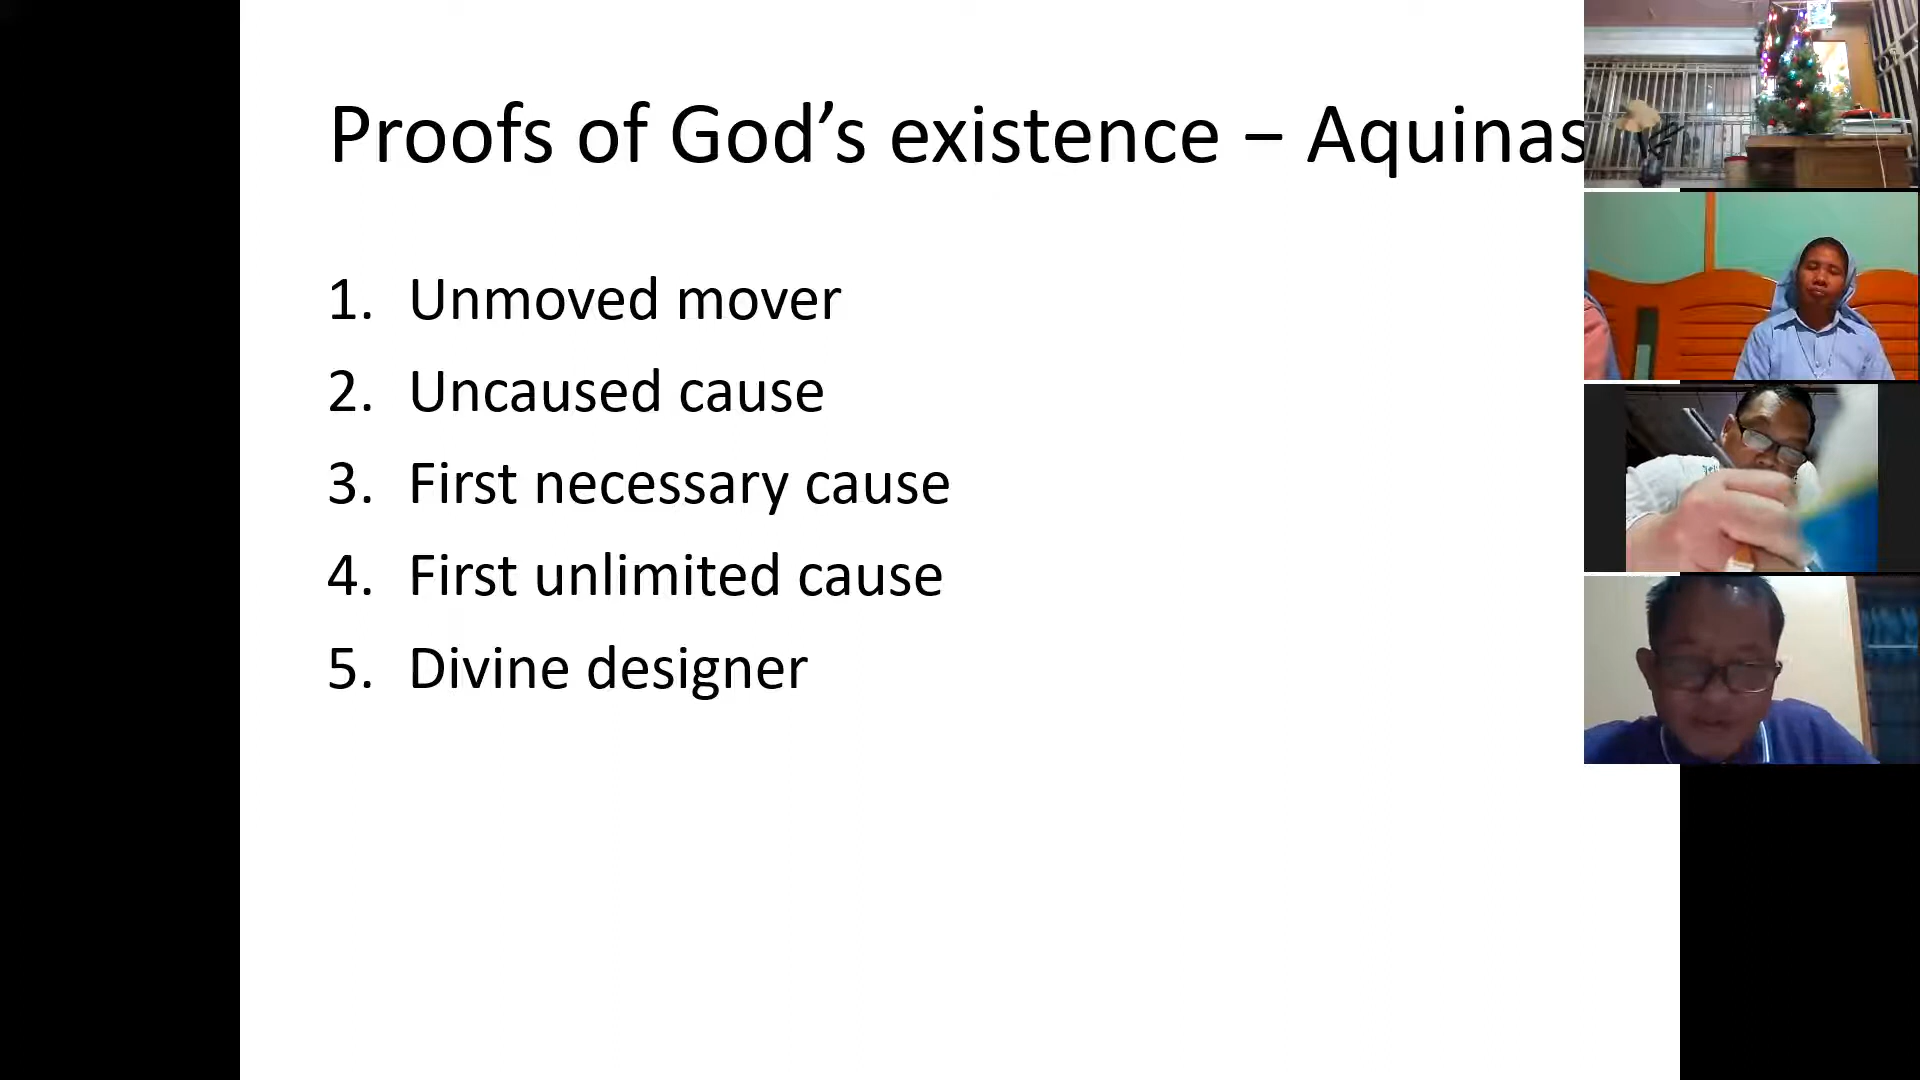 Proofs of God’s existence – Aquinas
1. Unmoved mover
2. Uncaused cause
3. First necessary cause
4. First unlimited cause
5. Divine designer